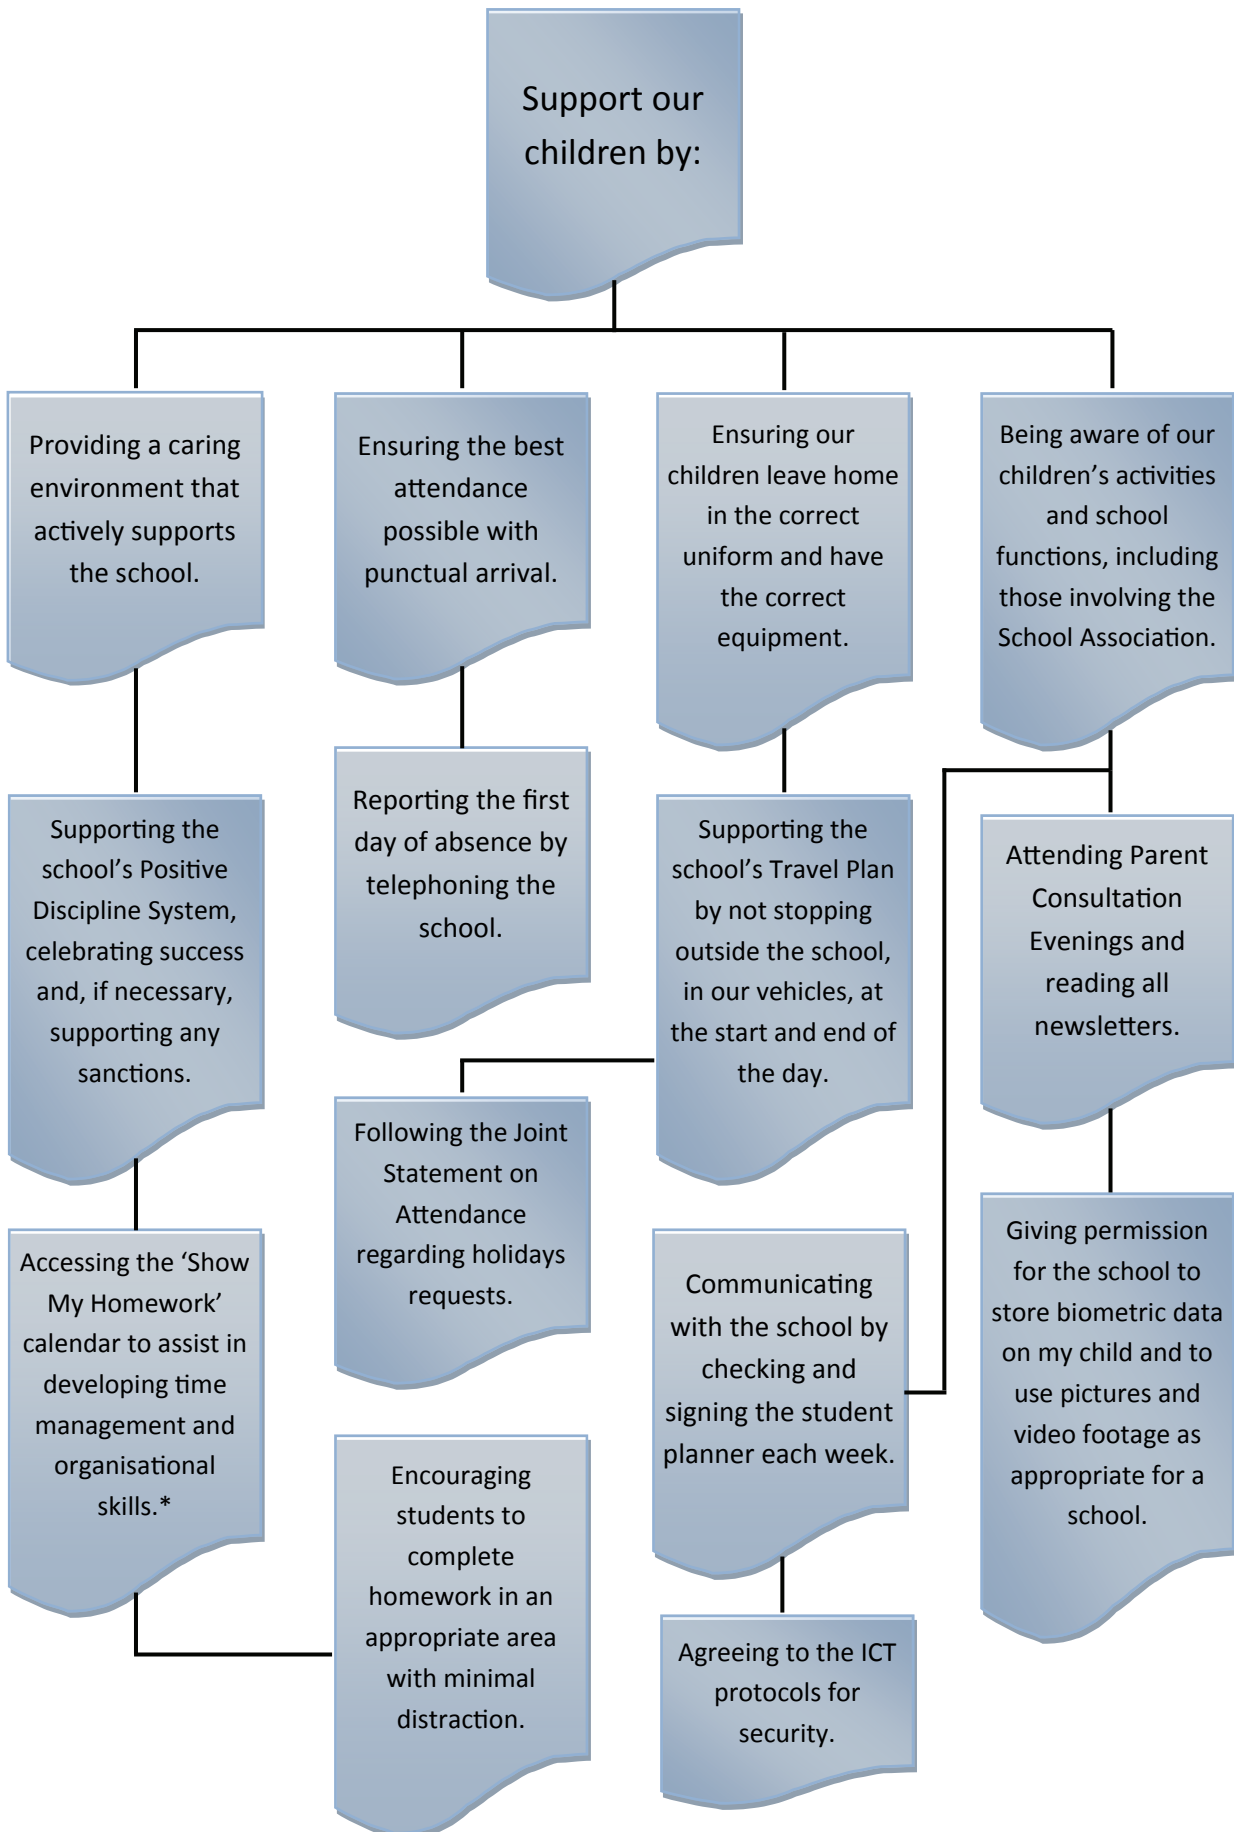 Support our
children by:
Providing a caring
environment that
actively supports
the school.
Ensuring the best
attendance
possible with
punctual arrival.
Ensuring our
children leave home
in the correct
uniform and have
the correct
equipment.
Being aware of our
children’s activities
and school
functions, including
those involving the
School Association.
Supporting the
school’s Positive
Discipline System,
celebrating success
and, if necessary,
supporting any
sanctions.
Reporting the first
day of absence by
telephoning the
school.
Supporting the
school’s Travel Plan
by not stopping
outside the school,
in our vehicles, at
the start and end of
the day.
Attending Parent
Consultation
Evenings and
reading all
newsletters.
Following the Joint
Statement on
Attendance
regarding holidays
requests.
Accessing the ‘Show
My Homework’
calendar to assist in
developing time
management and
organisational
skills.*
Communicating
with the school by
checking and
signing the student
planner each week.
Giving permission
for the school to
store biometric data
on my child and to
use pictures and
video footage as
appropriate for a
school.
Encouraging
students to
complete
homework in an
appropriate area
with minimal
distraction.
Agreeing to the ICT
protocols for
security.